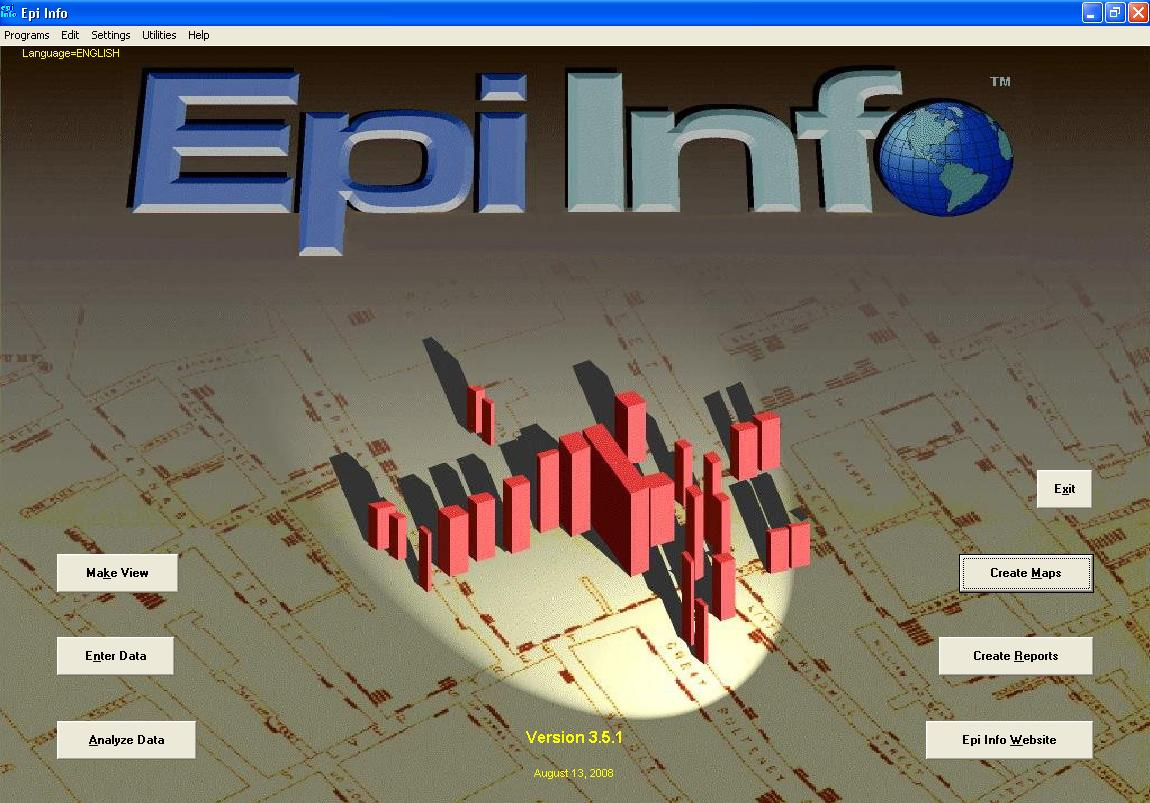 Epi Info
Programs Edit Settings Utilities Help
Language=ENGLISH
Epi Info
TM
Exit
Make View
Create Maps
Enter Data
Create Reports
Analyze Data
Version 3.5.1
Epi Info Website
August 13, 2008